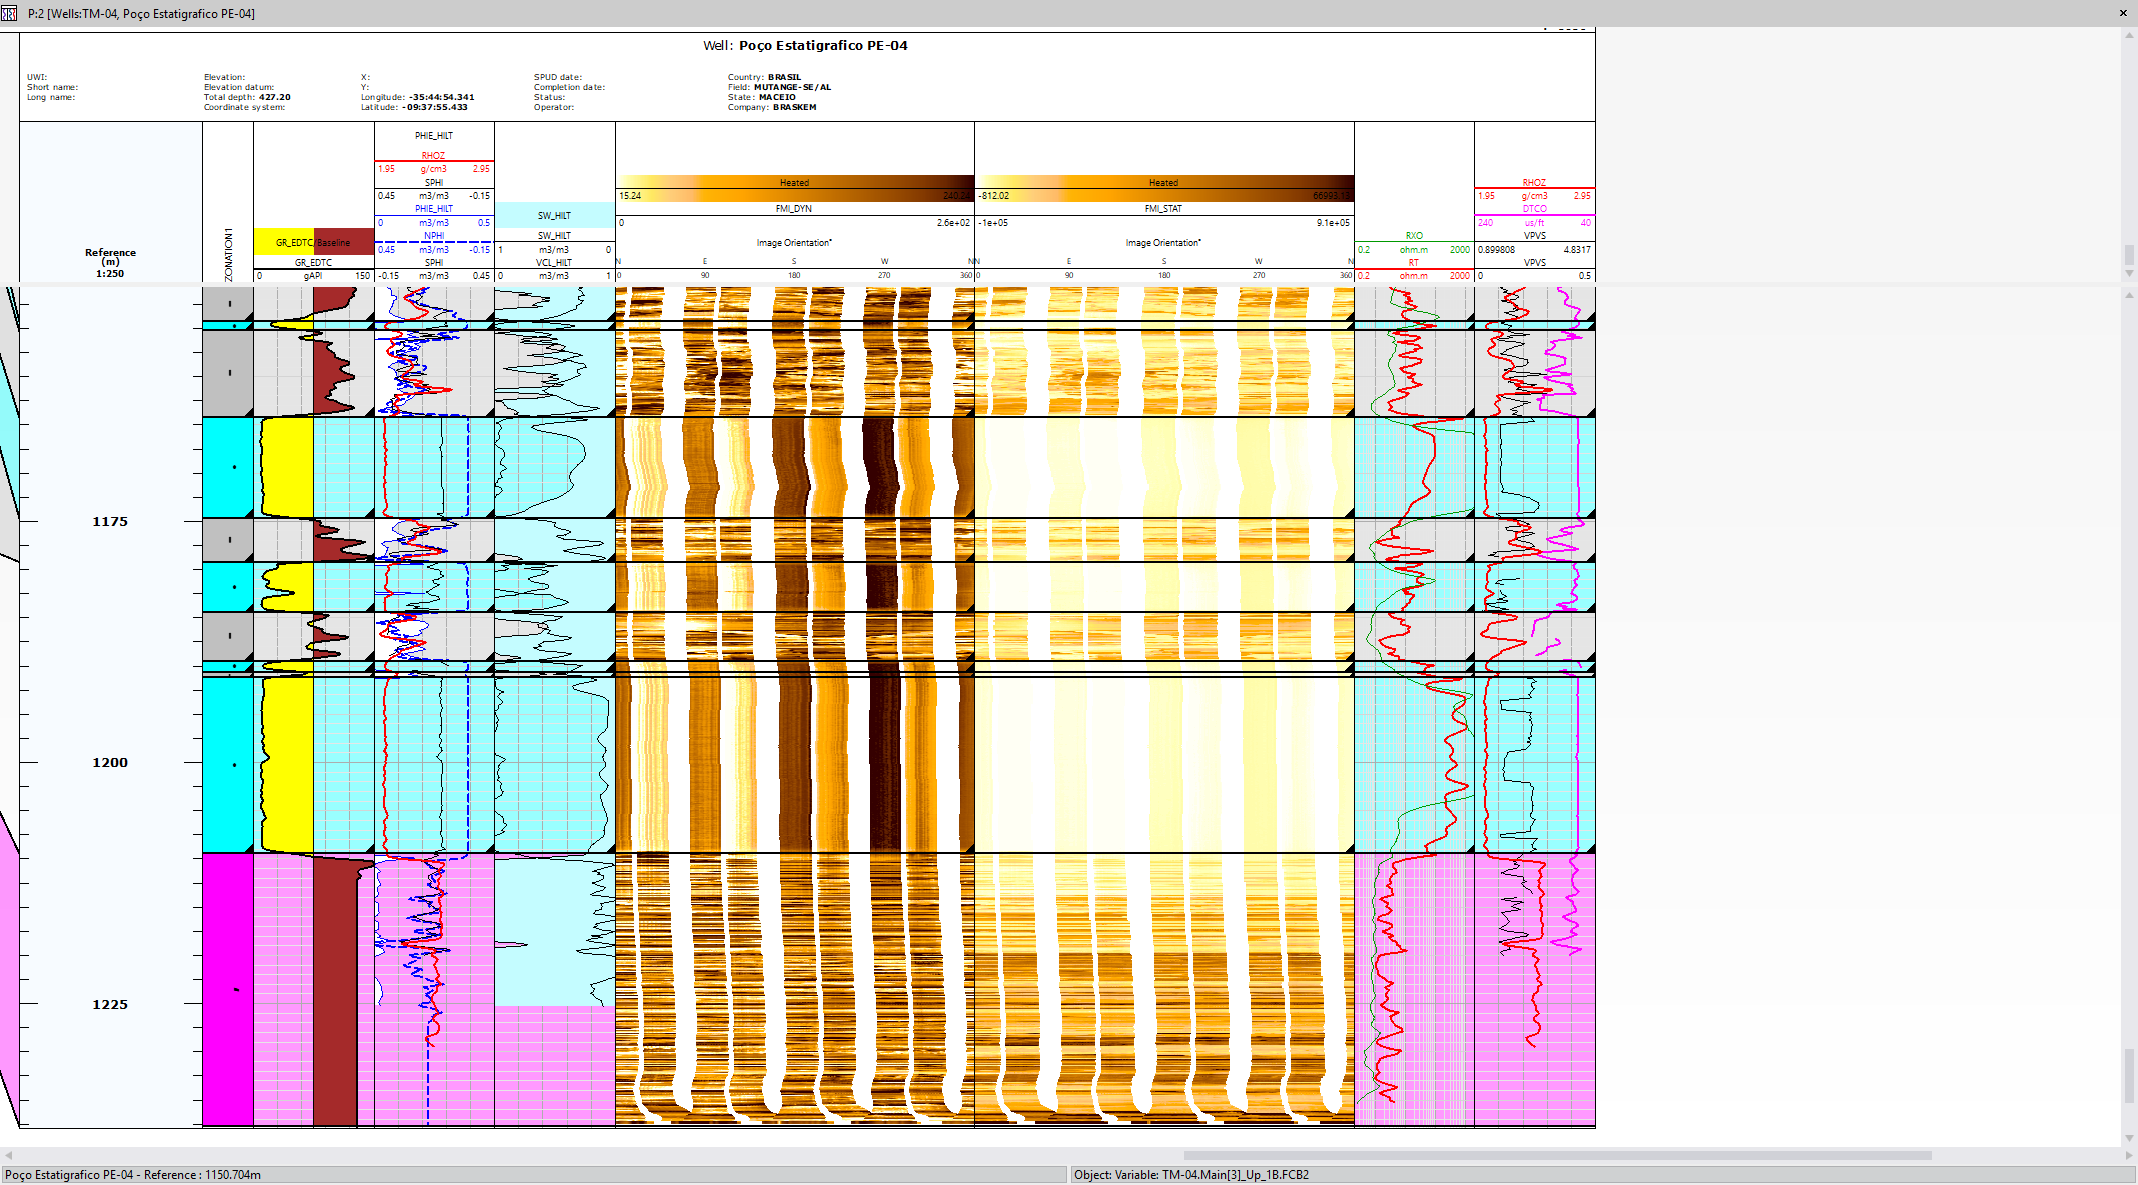 P:2 [Wells:TM-04, Poço Estatigrafico PE-04]
Well: Poço Estatigrafico PE-04
UWI:
Short name:
Long name:
Elevation:
Elevation datum:
Total depth: 427.20
Coordinate system:
X:
Y:
Longitude: -35:44:54.341
Latitude: -09:37:55.433
SPUD date:
Completion date:
Status:
Operator:
Country: BRASIL
Field: MUTANGE-SE/AL
State: MACEIO
Company: BRASKEM
Reference
(m)
1:250
ZONATION1
GR_EDTC/Baseline
GR_EDTC
0 gAPI 150
PHIE_HILT
RHOZ
1.95 g/cm3 2.95
SPHI
0.45 m3/m3 -0.15
PHIE_HILT
0 m3/m3 0.5
NPHI
0.45 m3/m3 -0.15
SPHI
-0.15 m3/m3 0.45
SW_HILT
SW_HILT
1 m3/m3 0
VCL_HILT
0 m3/m3 1
Heated
15.24
FMI_DYN
0 2.6e+02
Image Orientation*
N E S W N
0 90 180 270 360
Heated
-812.02
FMI_STAT
-1e+05 9.1e+05
Image Orientation*
N E S W N
0 90 180 270 360
RXO
0.2 ohm.m 2000
RT
0.2 ohm.m 2000
RHOZ
1.95 g/cm3 2.95
DTCO
240 us/ft 40
VPVS
0.899808 4.8317
VPVS
0 0.5
1175
1200
1225
Poço Estatigrafico PE-04 - Reference : 1150.704m
Object: Variable: TM-04.Main[3]_Up_1B.FCB2